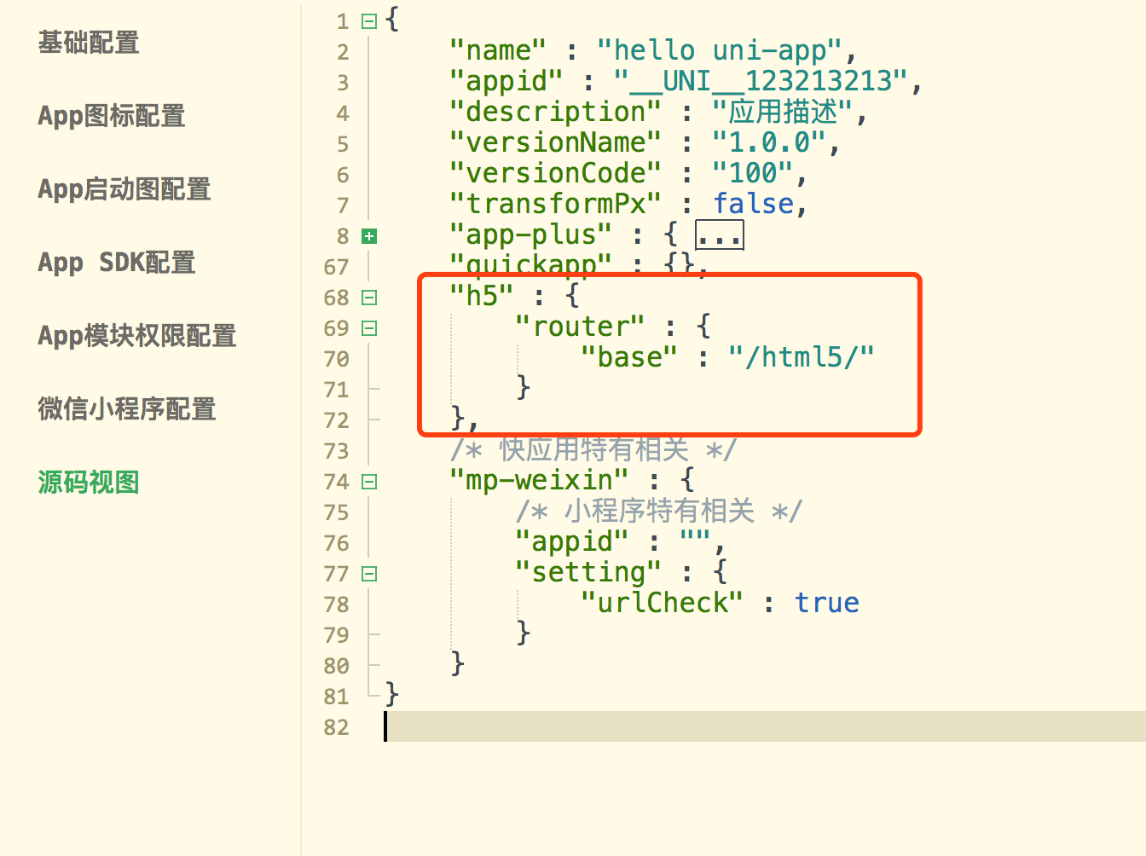 基础配置
App图标配置
App启动图配置
App SDK配置
App模块权限配置
微信小程序配置
源码视图
1 {
2 "name" : "hello uni-app",
3 "appid" : "__UNI__123213213",
4 "description" : "应用描述",
5 "versionName" : "1.0.0",
6 "versionCode" : "100",
7 "transformPx" : false,
8 "app-plus" : { ...
67 "quickapp" : {},
68 "h5" : {
69 "router" : {
70 "base" : "/html5/"
71 }
72 },
73 /* 快应用特有相关 */
74 "mp-weixin" : {
75 /* 小程序特有相关 */
76 "appid" : "",
77 "setting" : {
78 "urlCheck" : true
79 }
80 }
81 }
82